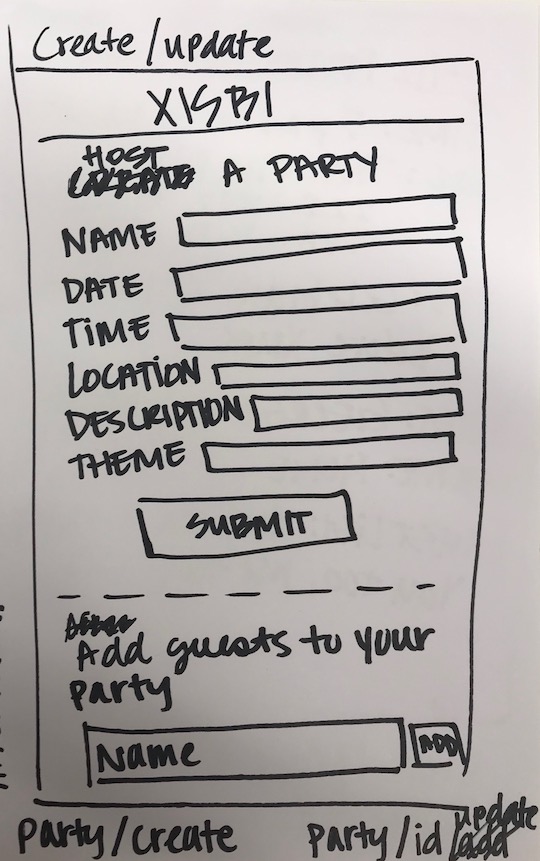 Create/update
XISBI
HOST
A PARTY
NAME
DATE
TIME
LOCATION
DESCRIPTION
THEME
SUBMIT
Add guests to your
party
Name
ADD
update
party/create party/id/add